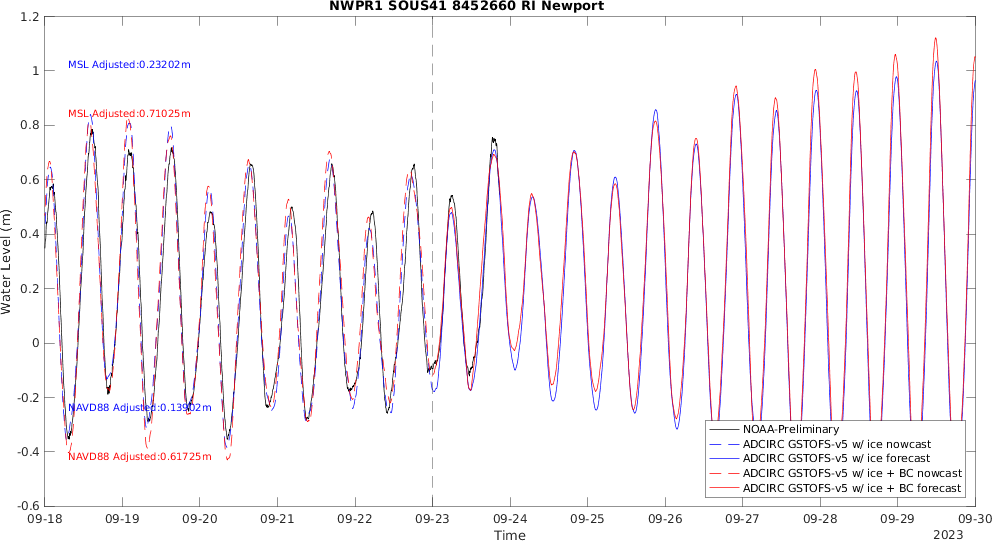 NWPR1 SOUS41 8452660 RI Newport
1.2
1
0.8
0.6
0.4
0.2
0
-0.2
-0.4
-0.6
Water Level (m)
MSL Adjusted:0.23202m
MSL Adjusted:0.71025m
NAVD88 Adjusted:0.13902m
NAVD88 Adjusted:0.61725m
NOAA-Preliminary
ADCIRC GSTOFS-v5 w/ ice nowcast
ADCIRC GSTOFS-v5 w/ ice forecast
ADCIRC GSTOFS-v5 w/ ice + BC nowcast
ADCIRC GSTOFS-v5 w/ ice + BC forecast
09-18 09-19 09-20 09-21 09-22 09-23 09-24 09-25 09-26 09-27 09-28 09-29 09-30
Time
2023